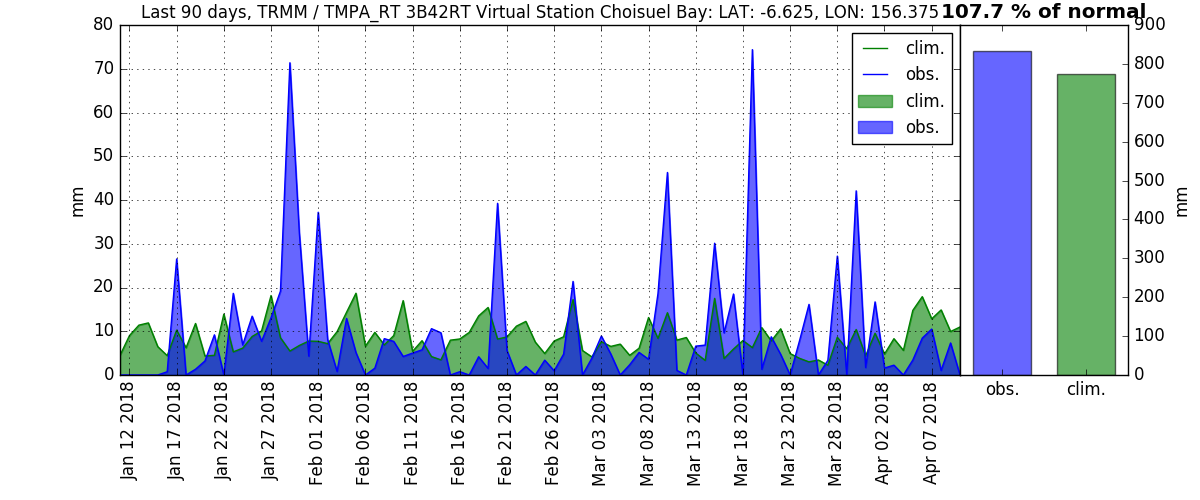 Last 90 days, TRMM / TMPA_RT 3B42RT Virtual Station Choisuel Bay: LAT: -6.625, LON: 156.375
107.7 % of normal
80
70
60
50
40
30
20
10
0
mm
clim.
obs.
clim.
obs.
900
800
700
600
500
400
300
200
100
0
mm
obs.
clim.
Jan 12 2018
Jan 17 2018
Jan 22 2018
Jan 27 2018
Feb 01 2018
Feb 06 2018
Feb 11 2018
Feb 16 2018
Feb 21 2018
Feb 26 2018
Mar 03 2018
Mar 08 2018
Mar 13 2018
Mar 18 2018
Mar 23 2018
Mar 28 2018
Apr 02 2018
Apr 07 2018